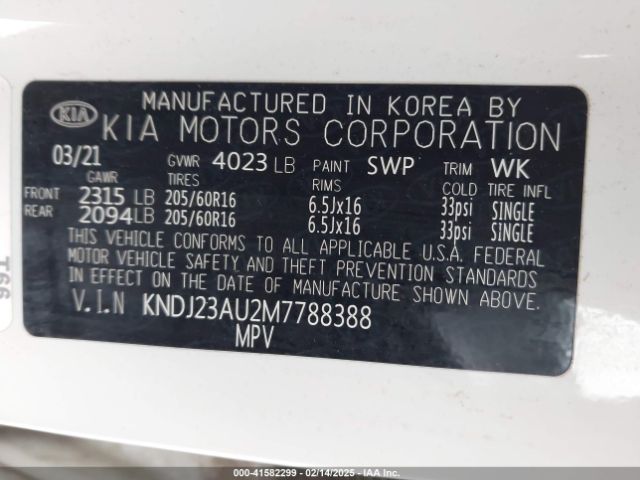 KIA
MANUFACTURED IN KOREA BY
KIA MOTORS CORPORATION
03/21 GVWR 4023 LB PAINT SWP TRIM WK
GAWR TIRES RIMS COLD TIRE INFL
FRONT 2315 LB 205/60R16 6.5Jx16 33psi SINGLE
REAR 2094 LB 205/60R16 6.5Jx16 33psi SINGLE
THIS VEHICLE CONFORMS TO ALL APPLICABLE U.S.A. FEDERAL
MOTOR VEHICLE SAFETY AND THEFT PREVENTION STANDARDS
IN EFFECT ON THE DATE OF MANUFACTURE SHOWN ABOVE.
V.I.N KNDJ23AU2M7788388
MPV
T66
000-41582299 - 02/14/2025 - IAA, Inc.